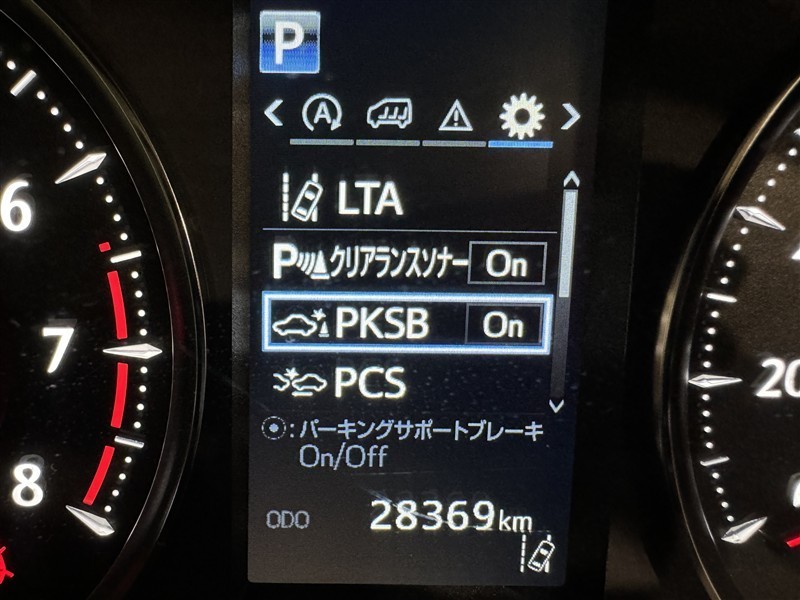 P
A
LTA
P クリアランスソナー On
PKSB On
PCS
:パーキングサポートブレーキ
On/Off
ODO 28369km
6
7
8
20